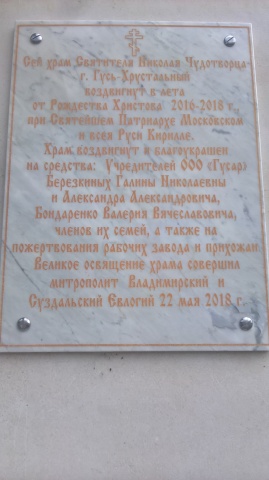 Сей храм Святителя Николая Чудотворца-
г. Гусь-Хрустальный
воздвигнут в лета
от Рождества Христова 2016-2018 г.,
при Святейшем Патриархе Московском
и всея Руси Кирилле.
Храм воздвигнут и благоукрашен
на средства: Учредителей ООО «Гусар»
Березкиных Галины Николаевны
и Александра Александровича,
Бондаренко Валерия Вячеславовича,
членов их семей, а также на
пожертвования рабочих завода и прихожан
Великое освящение храма совершил
митрополит Владимирский и
Суздальский Евлогий 22 мая 2018 г.